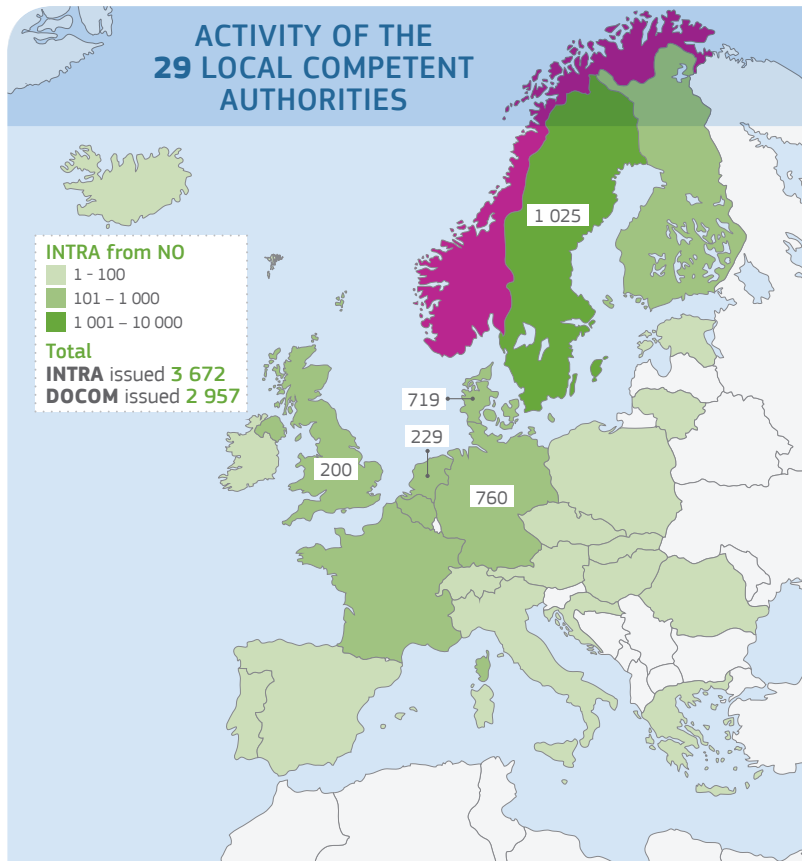 ACTIVITY OF THE
29 LOCAL COMPETENT
AUTHORITIES
1 025
INTRA from NO
1 - 100
101 – 1 000
1 001 – 10 000
Total
INTRA issued 3 672
DOCOM issued 2 957
719
229
200
760